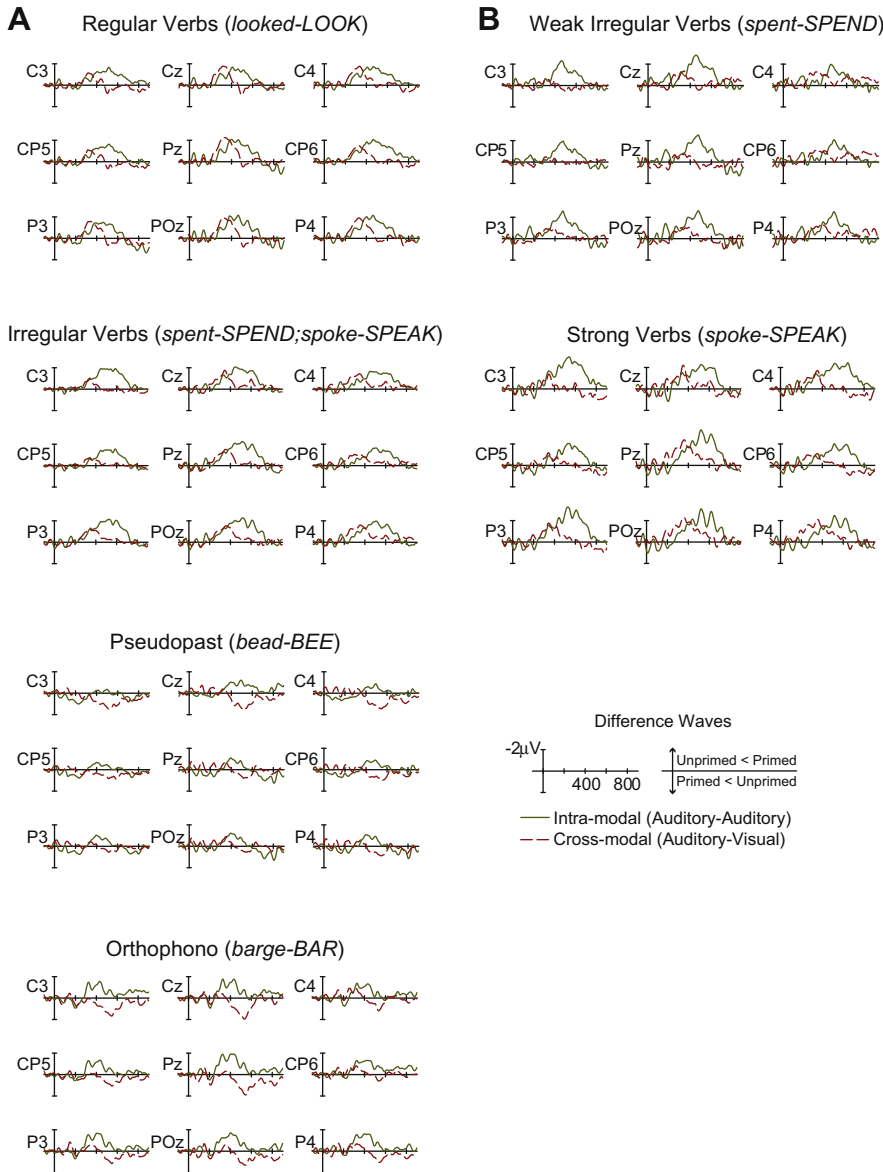 A
Regular Verbs (looked-LOOK)
C3 Cz C4
CP5 Pz CP6
P3 POz P4
Irregular Verbs (spent-SPEND;spoke-SPEAK)
C3 Cz C4
CP5 Pz CP6
P3 POz P4
Pseudopast (bead-BEE)
C3 Cz C4
CP5 Pz CP6
P3 POz P4
Orthophono (barge-BAR)
C3 Cz C4
CP5 Pz CP6
P3 POz P4
B
Weak Irregular Verbs (spent-SPEND)
C3 Cz C4
CP5 Pz CP6
P3 POz P4
Strong Verbs (spoke-SPEAK)
C3 Cz C4
CP5 Pz CP6
P3 POz P4
Difference Waves
-2μV
400 800
Unprimed < Primed
Primed < Unprimed
Intra-modal (Auditory-Auditory)
Cross-modal (Auditory-Visual)